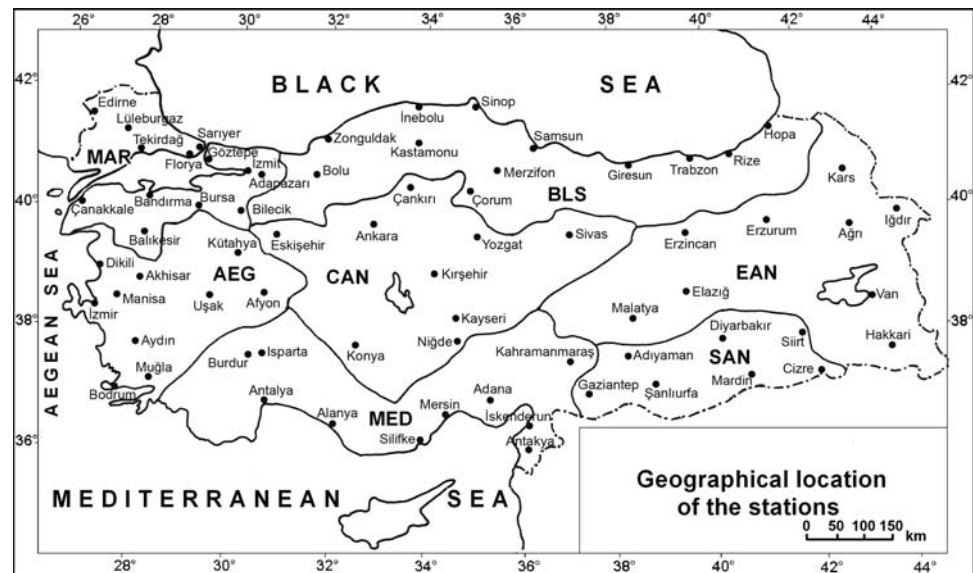 26° 28° 30° 32° 34° 36° 38° 40° 42° 44°
42° 42°
BLACK SEA
Edirne
Lüleburgaz
Tekirdağ
Sarıyer
MAR
Florya
Göztepe
İzmit
Adapazarı
Zonguldak
Bolu
İnebolu
Kastamonu
Sinop
Samsun
Merzifon
Giresun
Trabzon
Rize
Hopa
Kars
40° 40°
Çanakkale
Bandırma
Bursa
Bilecik
Çankırı
Çorum
BLS
Iğdır
Balıkesir
Kütahya
Eskişehir
Ankara
Yozgat
Sivas
Erzincan
Erzurum
Ağrı
Dikili
Akhisar
AEG
CAN
Kırşehir
EAN
Manisa
Uşak
Afyon
Elazığ
Van
İzmir
Malatya
38° 38°
Kayseri
Diyarbakır
Siirt
Hakkari
Aydın
Burdur
Isparta
Konya
Niğde
Kahramanmaraş
Adıyaman
SAN
Muğla
Bodrum
Antalya
Adana
Gaziantep
Şanlıurfa
Mardin
Cizre
Alanya
MED
Mersin
İskenderun
Silifke
Antakya
36° 36°
AEGEAN SEA
MEDITERRANEAN SEA
Geographical location
of the stations
0 50 100 150
km
28° 30° 32° 34° 36° 38° 40° 42° 44°